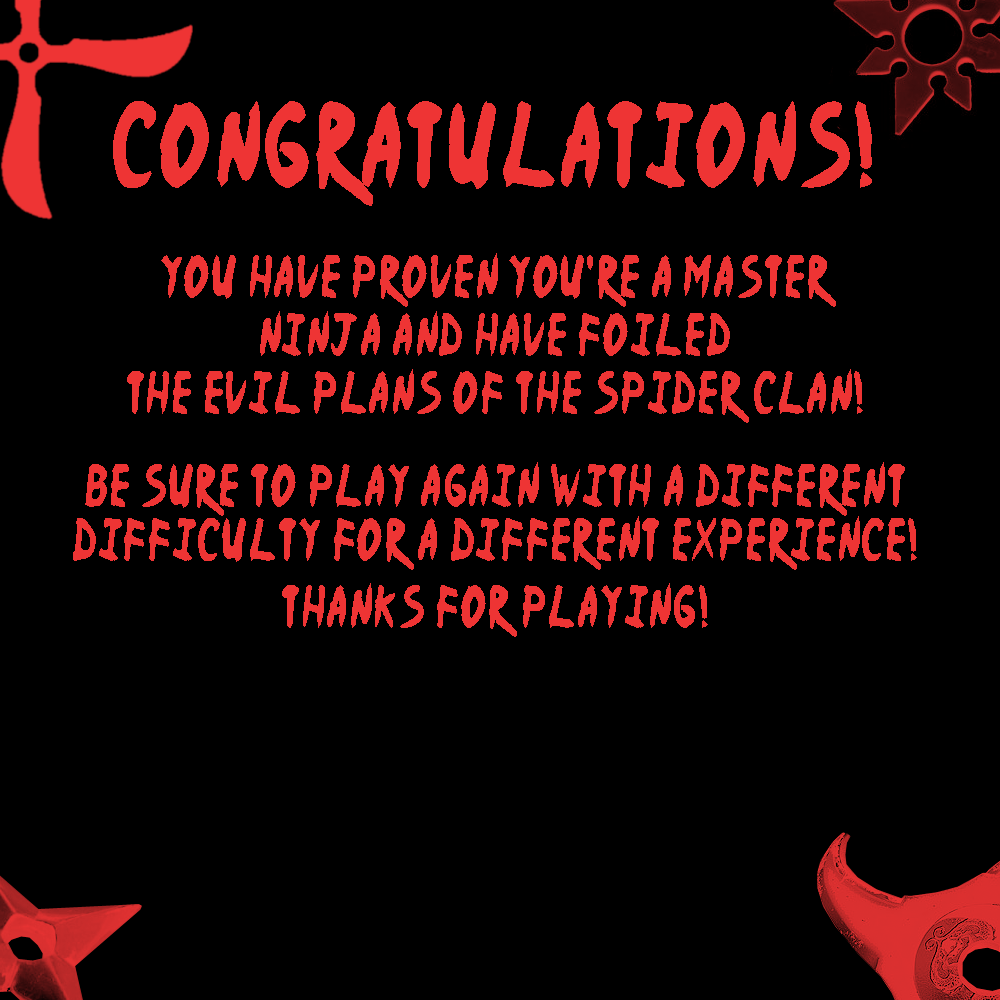 CONGRATULATIONS!
YOU HAVE PROVEN YOU'RE A MASTER
NINJA AND HAVE FOILED
THE EVIL PLANS OF THE SPIDER CLAN!
BE SURE TO PLAY AGAIN WITH A DIFFERENT
DIFFICULTY FOR A DIFFERENT EXPERIENCE!
THANKS FOR PLAYING!